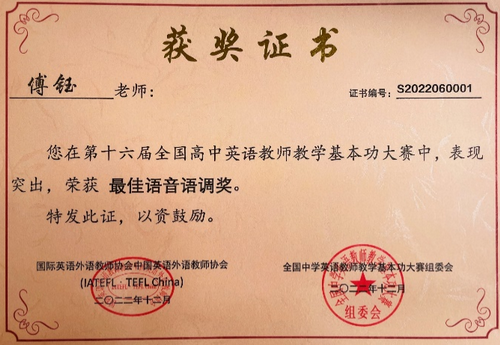 获奖证书
傅钰 老师： 证书编号： S2022060001
您在第十六届全国高中英语教师教学基本功大赛中，表现
突出，荣获 最佳语音语调奖。
特发此证，以资鼓励。
国际英语外语教师协会中国英语外语教师协会 全国中学英语教师教学基本功大赛组委会
(IATEFL TEFL China)
二〇二二年十二月 二〇二二年十二月
组委会